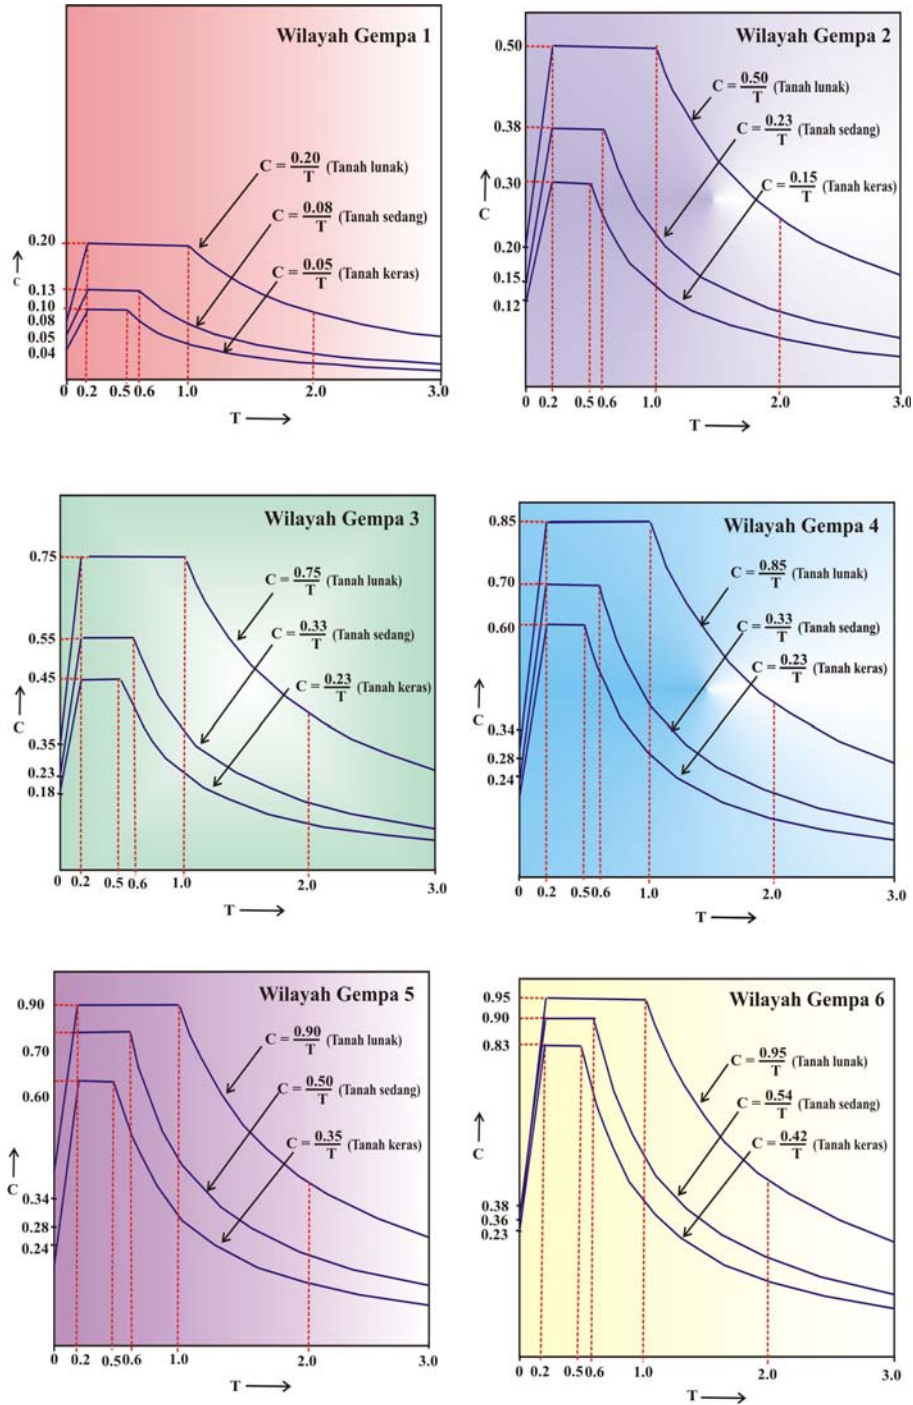 Wilayah Gempa 1
C = 0.20/T (Tanah lunak)
C = 0.08/T (Tanah sedang)
C = 0.05/T (Tanah keras)
0.20
C
0.13
0.10
0.08
0.05
0.04
0 0.2 0.5 0.6 1.0 2.0 3.0
T
Wilayah Gempa 2
0.50
C = 0.50/T (Tanah lunak)
0.38
C = 0.23/T (Tanah sedang)
0.30
C = 0.15/T (Tanah keras)
C
0.20
0.15
0.12
0 0.2 0.5 0.6 1.0 2.0 3.0
T
Wilayah Gempa 3
0.75
C = 0.75/T (Tanah lunak)
0.55
C = 0.33/T (Tanah sedang)
0.45
C = 0.23/T (Tanah keras)
C
0.35
0.23
0.18
0 0.2 0.5 0.6 1.0 2.0 3.0
T
Wilayah Gempa 4
0.85
C = 0.85/T (Tanah lunak)
0.70
0.60
C = 0.33/T (Tanah sedang)
C = 0.23/T (Tanah keras)
C
0.34
0.28
0.24
0 0.2 0.5 0.6 1.0 2.0 3.0
T
Wilayah Gempa 5
0.90
C = 0.90/T (Tanah lunak)
0.70
C = 0.50/T (Tanah sedang)
0.60
C = 0.35/T (Tanah keras)
C
0.34
0.28
0.24
0 0.2 0.5 0.6 1.0 2.0 3.0
T
Wilayah Gempa 6
0.95
0.90
0.83
C = 0.95/T (Tanah lunak)
C = 0.54/T (Tanah sedang)
C = 0.42/T (Tanah keras)
C
0.38
0.36
0.23
0 0.2 0.5 0.6 1.0 2.0 3.0
T